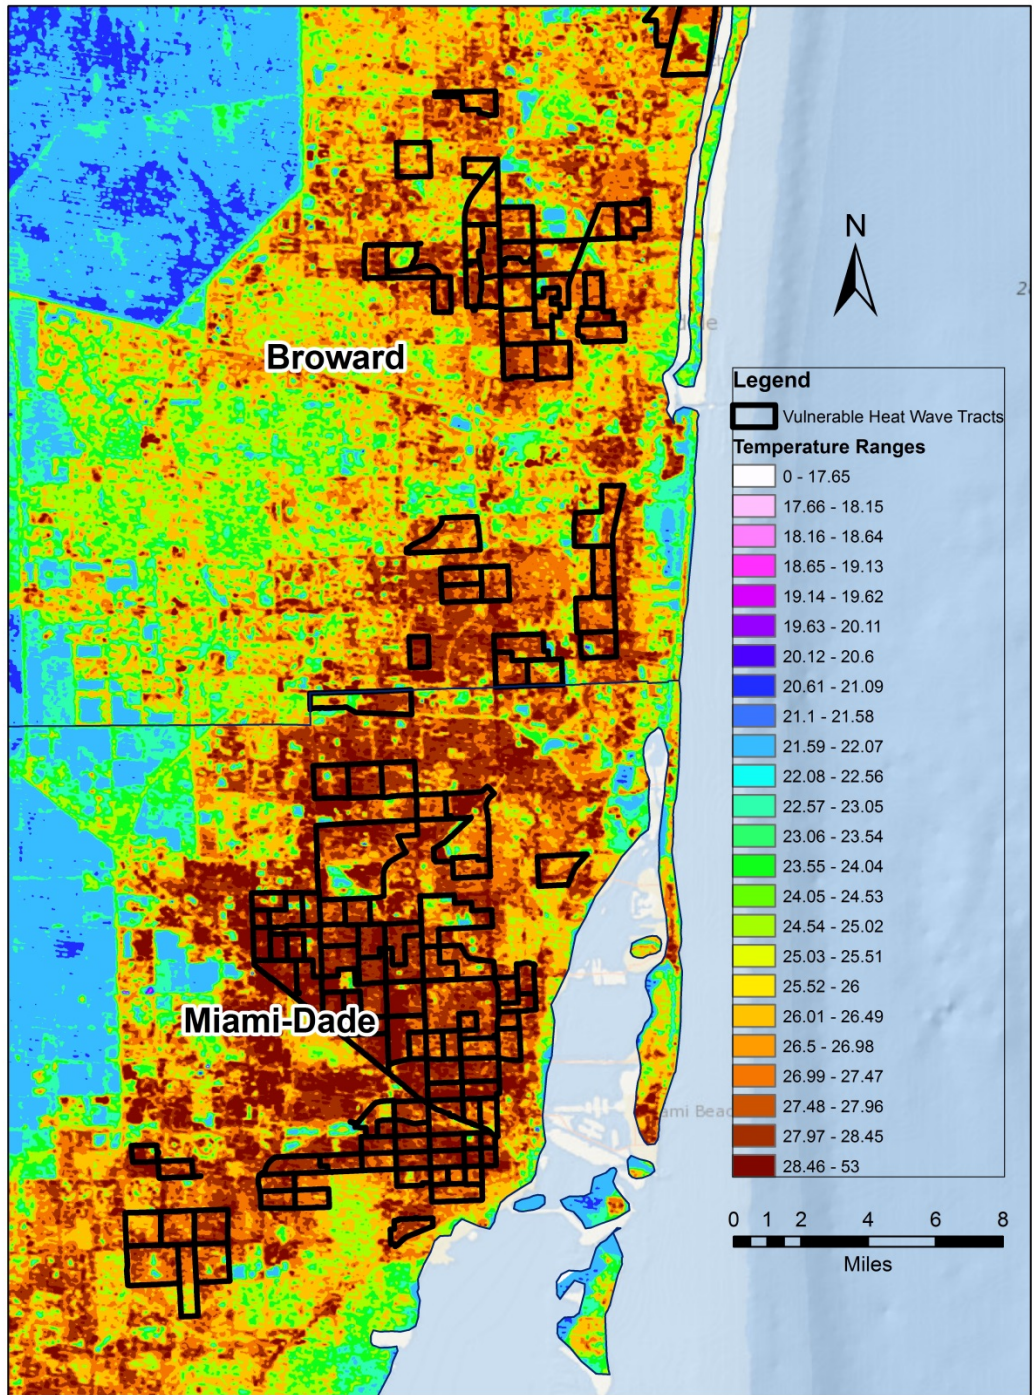 N
Broward
Legend
Vulnerable Heat Wave Tracts
Temperature Ranges
0 - 17.65
17.66 - 18.15
18.16 - 18.64
18.65 - 19.13
19.14 - 19.62
19.63 - 20.11
20.12 - 20.6
20.61 - 21.09
21.1 - 21.58
21.59 - 22.07
22.08 - 22.56
22.57 - 23.05
23.06 - 23.54
23.55 - 24.04
24.05 - 24.53
24.54 - 25.02
25.03 - 25.51
25.52 - 26
26.01 - 26.49
26.5 - 26.98
26.99 - 27.47
27.48 - 27.96
27.97 - 28.45
28.46 - 53
Miami-Dade
ami Beac
0 1 2 4 6 8
Miles